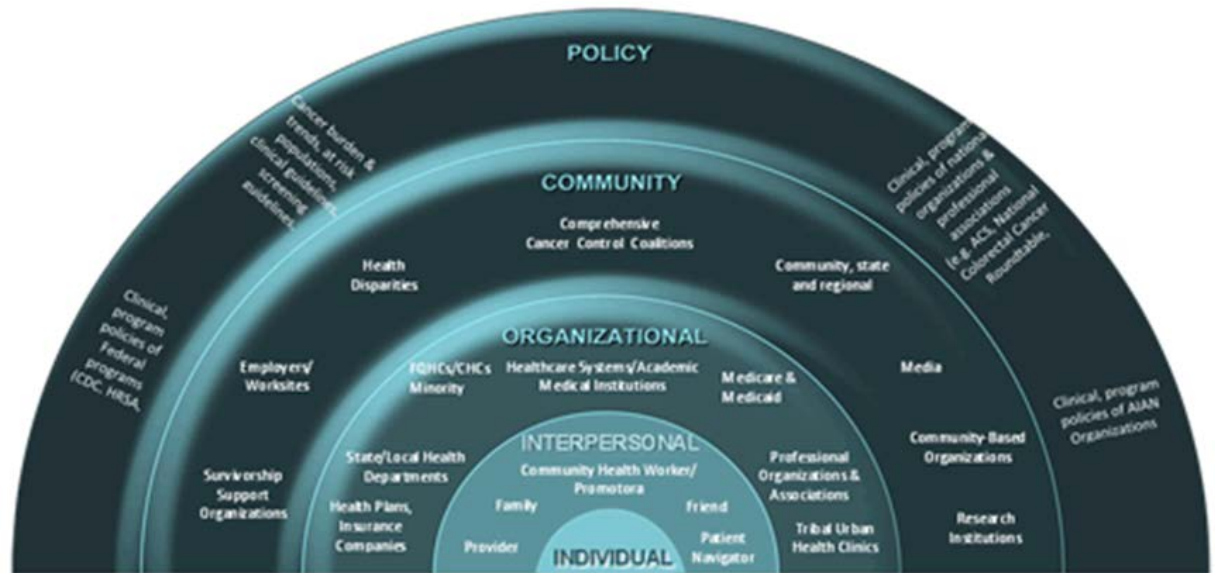 POLICY
Cancer burden &
trends, at risk
populations,
clinical guidelines,
screening
guidelines,
Clinical, program
policies of national
organizations &
professional
associations
(e.g. ACS, National
Colorectal Cancer
Roundtable,
Clinical,
program
policies of
Federal
programs
(CDC, HRSA,
Clinical, program
policies of AIAN
Organizations
COMMUNITY
Comprehensive
Cancer Control Coalitions
Health
Disparities
Community, state
and regional
Employers/
Worksites
Media
Survivorship
Support
Organizations
Community-Based
Organizations
Research
Institutions
ORGANIZATIONAL
FQHCs/CHCs
Minority
Healthcare Systems/Academic
Medical Institutions
Medicare &
Medicaid
State/Local Health
Departments
Professional
Organizations &
Associations
Health Plans,
Insurance
Companies
Tribal Urban
Health Clinics
INTERPERSONAL
Community Health Worker/
Promotora
Family
Friend
Provider
Patient
Navigator
INDIVIDUAL